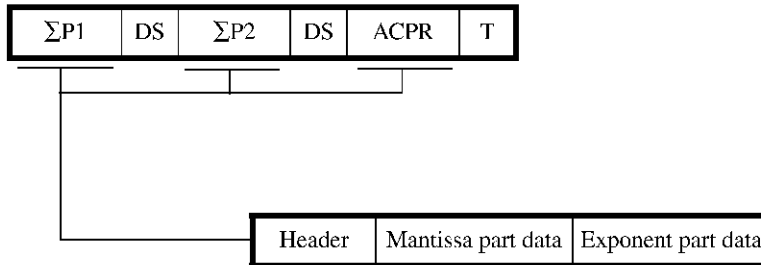 ΣP1 DS ΣP2 DS ACPR T
Header Mantissa part data Exponent part data